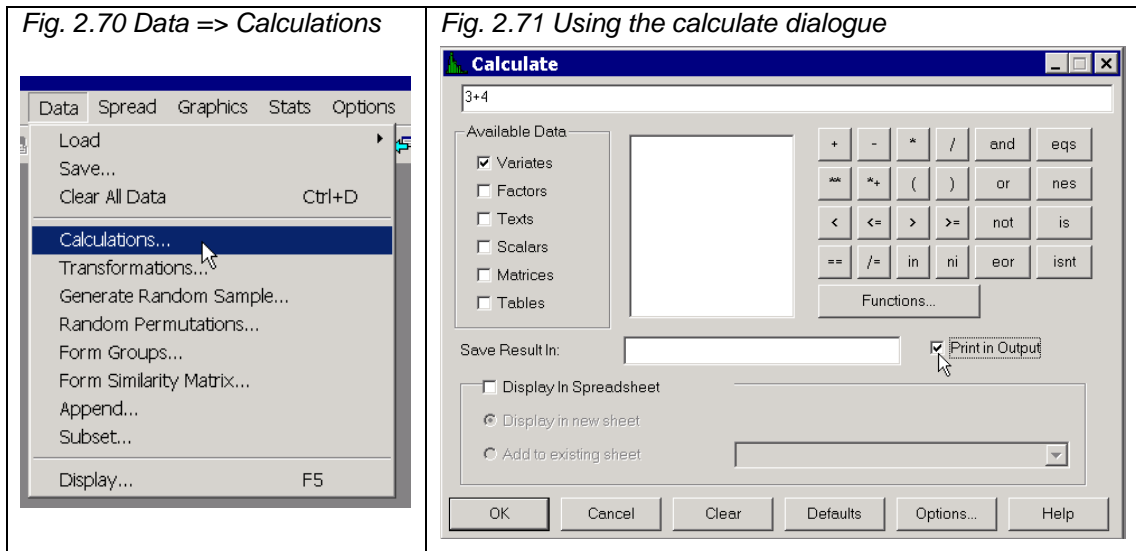 Fig. 2.70 Data => Calculations
Data Spread Graphics Stats Options
Load
Save...
Clear All Data Ctrl+D
Calculations...
Transformations...
Generate Random Sample...
Random Permutations...
Form Groups...
Form Similarity Matrix...
Append...
Subset...
Display... F5
Fig. 2.71 Using the calculate dialogue
Calculate
3+4
Available Data
Variates
Factors
Texts
Scalars
Matrices
Tables
+ - * / and eqs
** *+ ( ) or nes
< <= > >= not is
== /= in ni eor isnt
Functions...
Save Result In: Print in Output
Display In Spreadsheet
Display in new sheet
Add to existing sheet
OK Cancel Clear Defaults Options... Help